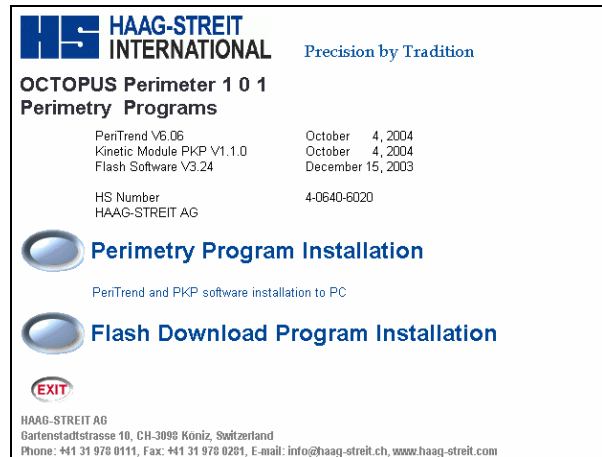 HS HAAG-STREIT
INTERNATIONAL Precision by Tradition
OCTOPUS Perimeter 1 0 1
Perimetry Programs
PeriTrend V6.06 October 4, 2004
Kinetic Module PKP V1.1.0 October 4, 2004
Flash Software V3.24 December 15, 2003
HS Number 4-0640-6020
HAAG-STREIT AG
Perimetry Program Installation
PeriTrend and PKP software installation to PC
Flash Download Program Installation
EXIT
HAAG-STREIT AG
Gartenstadtstrasse 10, CH-3098 Köniz, Switzerland
Phone: +41 31 978 0111, Fax: +41 31 978 0281, E-mail: info@haag-streit.ch, www.haag-streit.com